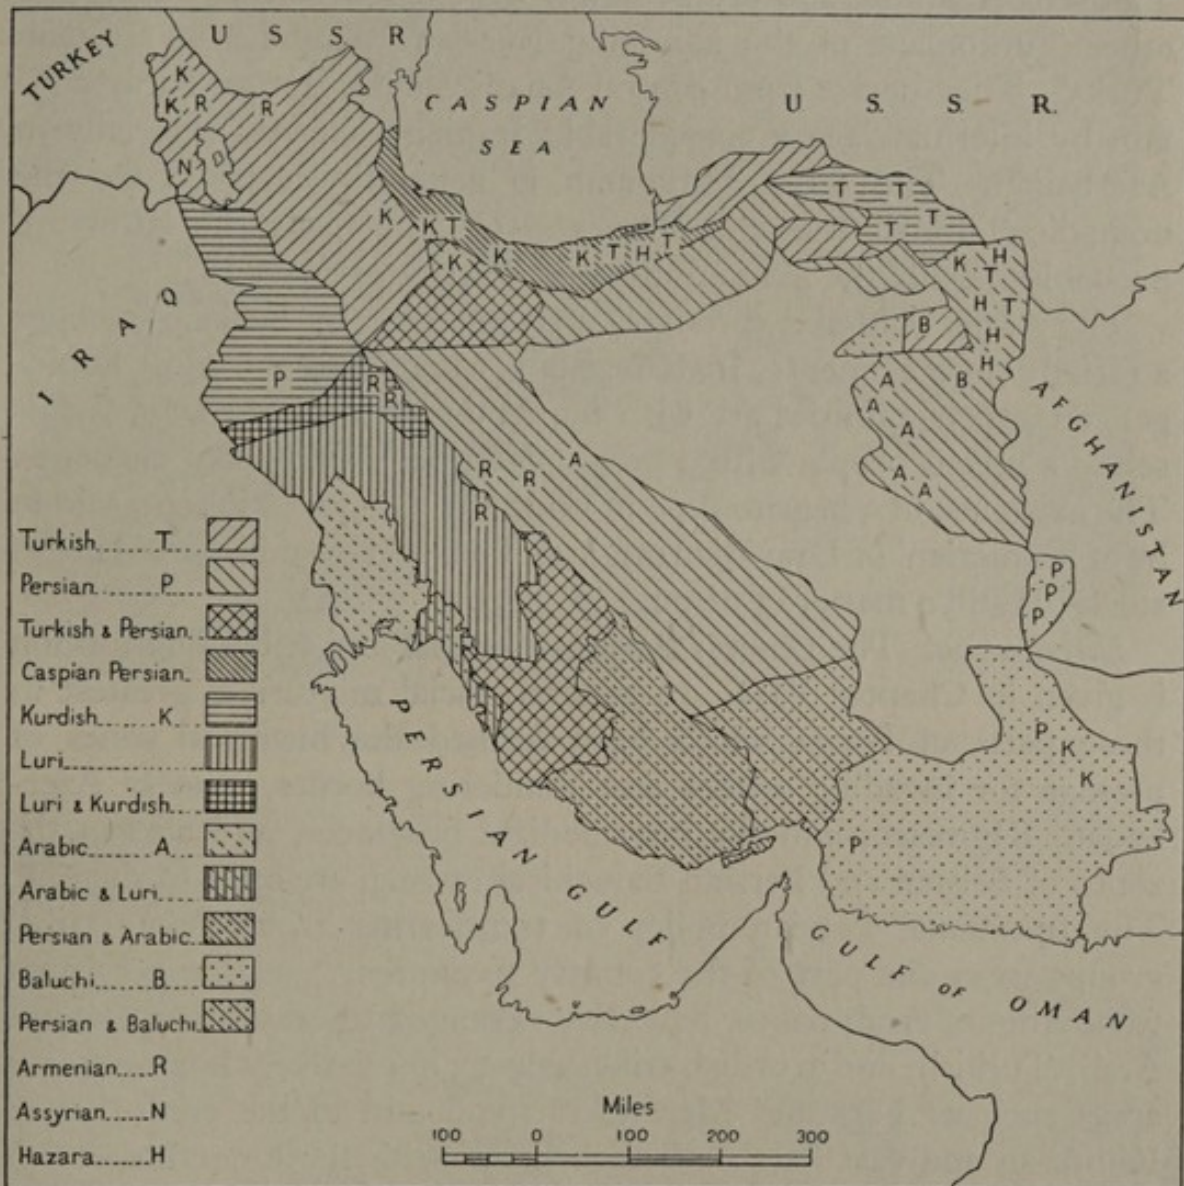 TURKEY
U S S R
CASPIAN
SEA
U. S. S. R.
K
K R R
N
T T
T
T
K
K T
K
K
K T H T
K H
T
H T
H
H
B
B
IRAQ
P
R
R
A
A
A
A A
R R A
R
AFGHANISTAN
P
P
P
P
K
K
P
PERSIAN GULF
GULF OF OMAN
Turkish......T....
Persian......P....
Turkish & Persian..
Caspian Persian..
Kurdish......K....
Luri
Luri & Kurdish....
Arabic.......A...
Arabic & Luri....
Persian & Arabic..
Baluchi......B....
Persian & Baluchi
Armenian.....R
Assyrian......N
Hazara.......H
Miles
100 0 100 200 300